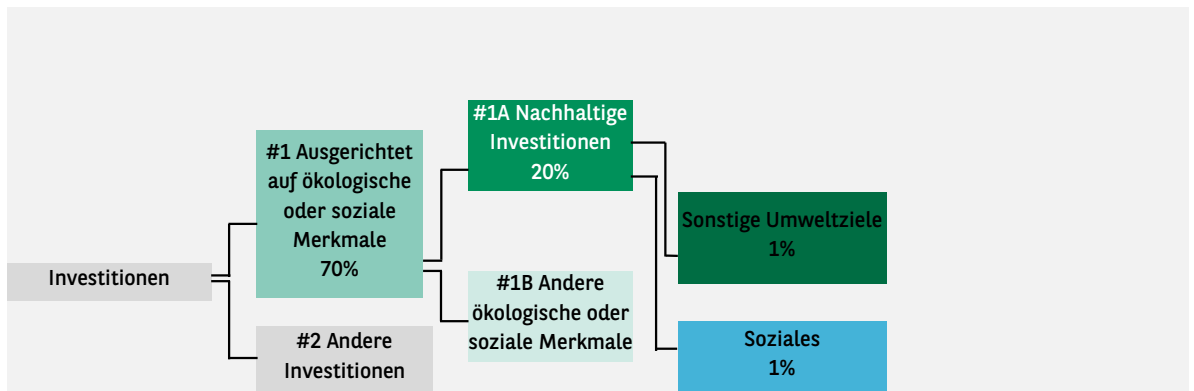 Investitionen
#1 Ausgerichtet
auf ökologische
oder soziale
Merkmale
70%
#2 Andere
Investitionen
#1A Nachhaltige
Investitionen
20%
#1B Andere
ökologische oder
soziale Merkmale
Sonstige Umweltziele
1%
Soziales
1%